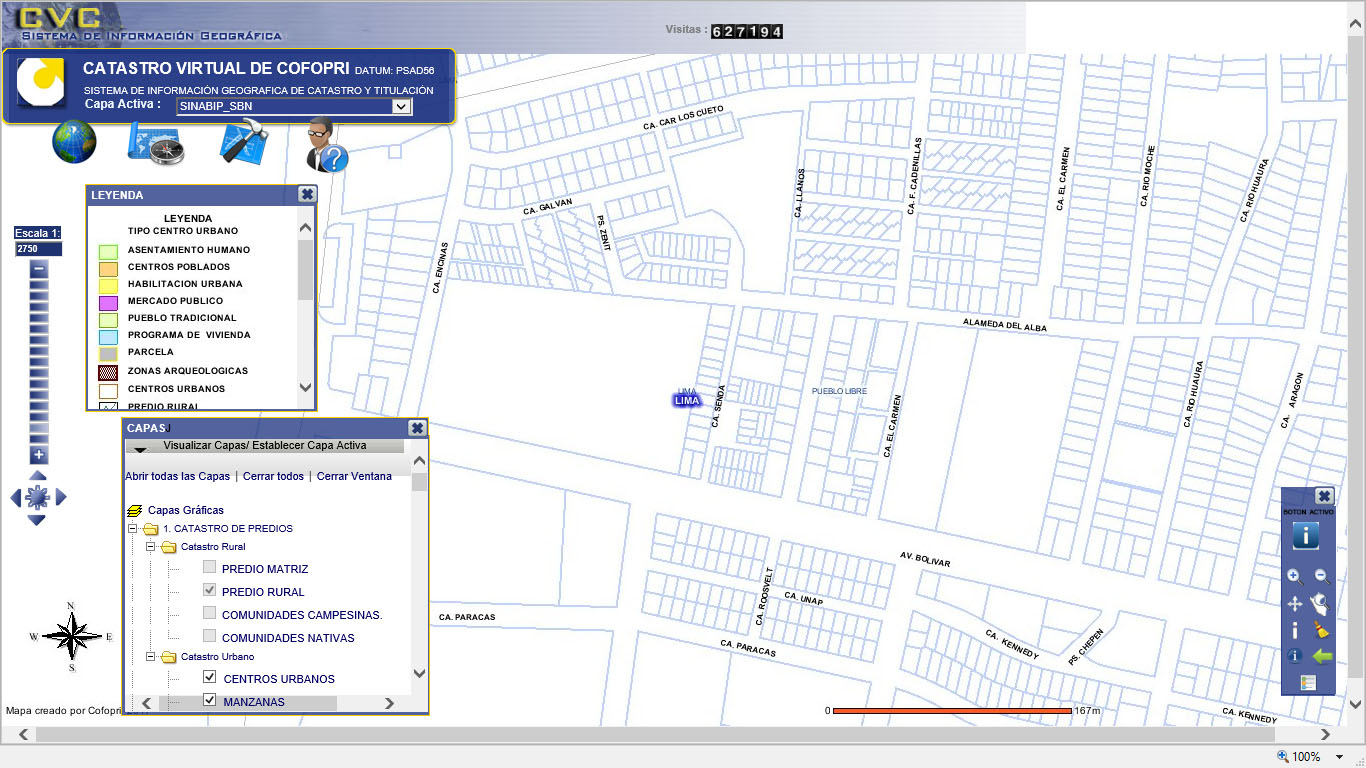 CVC
SISTEMA DE INFORMACIÓN GEOGRAFICA
Visitas : 627194
CATASTRO VIRTUAL DE COFOPRI DATUM: PSAD56
SISTEMA DE INFORMACIÓN GEOGRAFICA DE CATASTRO Y TITULACIÓN
Capa Activa : SINABIP_SBN
LEYENDA
LEYENDA
TIPO CENTRO URBANO
ASENTAMIENTO HUMANO
CENTROS POBLADOS
HABILITACION URBANA
MERCADO PUBLICO
PUEBLO TRADICIONAL
PROGRAMA DE VIVIENDA
PARCELA
ZONAS ARQUEOLOGICAS
CENTROS URBANOS
PREDIO RURAL
Escala 1:
2750
CAPAS
Visualizar Capas/ Establecer Capa Activa
Abrir todas las Capas | Cerrar todos | Cerrar Ventana
Capas Gráficas
1. CATASTRO DE PREDIOS
Catastro Rural
PREDIO MATRIZ
PREDIO RURAL
COMUNIDADES CAMPESINAS.
COMUNIDADES NATIVAS
Catastro Urbano
CENTROS URBANOS
MANZANAS
N
W E
S
Mapa creado por Cofopri
CA. CARLOS CUETO
CA. GALVAN
PS. ZENIT
CA. ENCINAS
CA. LLANOS
CA. F. CADENILLAS
CA. EL CARMEN
CA. RIO MOCHE
CA. RIO HUAURA
ALAMEDA DEL ALBA
LIMA
LIMA
CA. SENDA
PUEBLO LIBRE
CA. EL CARMEN
CA. RIO HUAURA
CA. ARAGON
AV. BOLIVAR
CA. ROOSVELT
CA. UNAP
CA. PARACAS
CA. PARACAS
CA. KENNEDY
PS. CHEPEN
CA. KENNEDY
BOTON ACTIVO
0 167m
100%